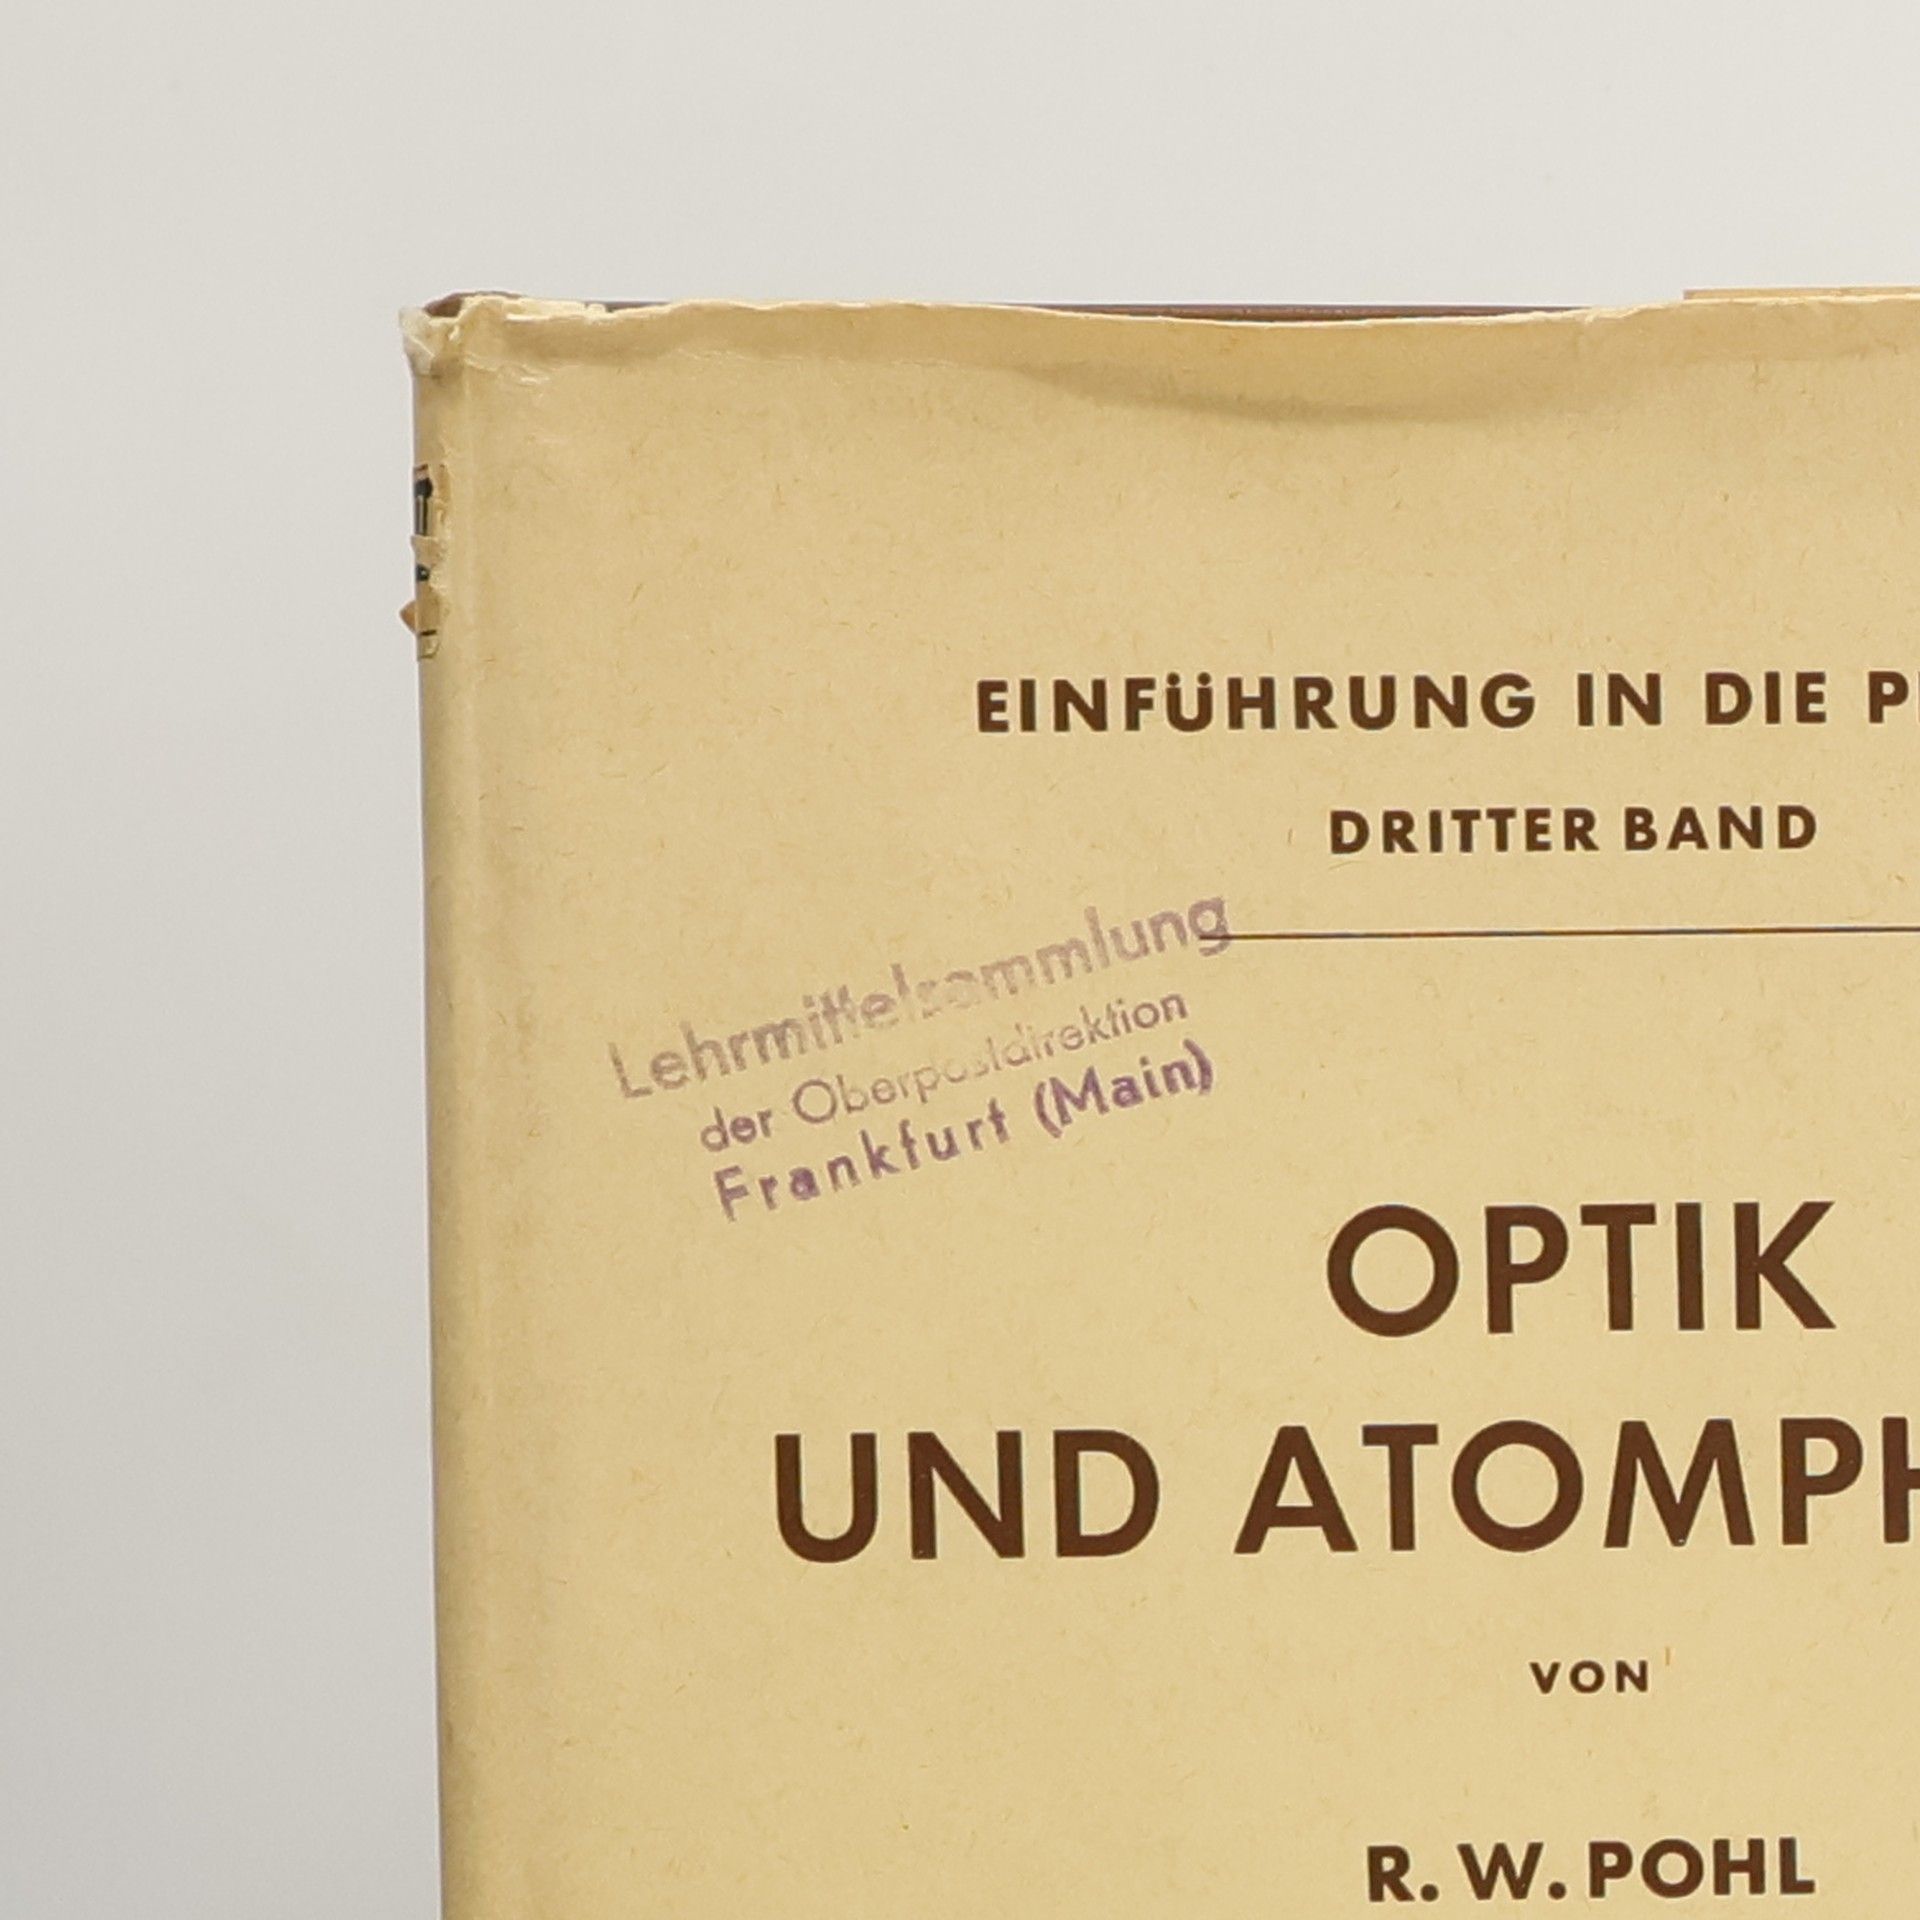 EINFÜHRUNG IN DIE
DRITTER BAND
Lehrmittelsammlung
der Oberpostdirektion
Frankfurt (Main)
OPTIK
UND ATOMPH
VON
R. W. POHL